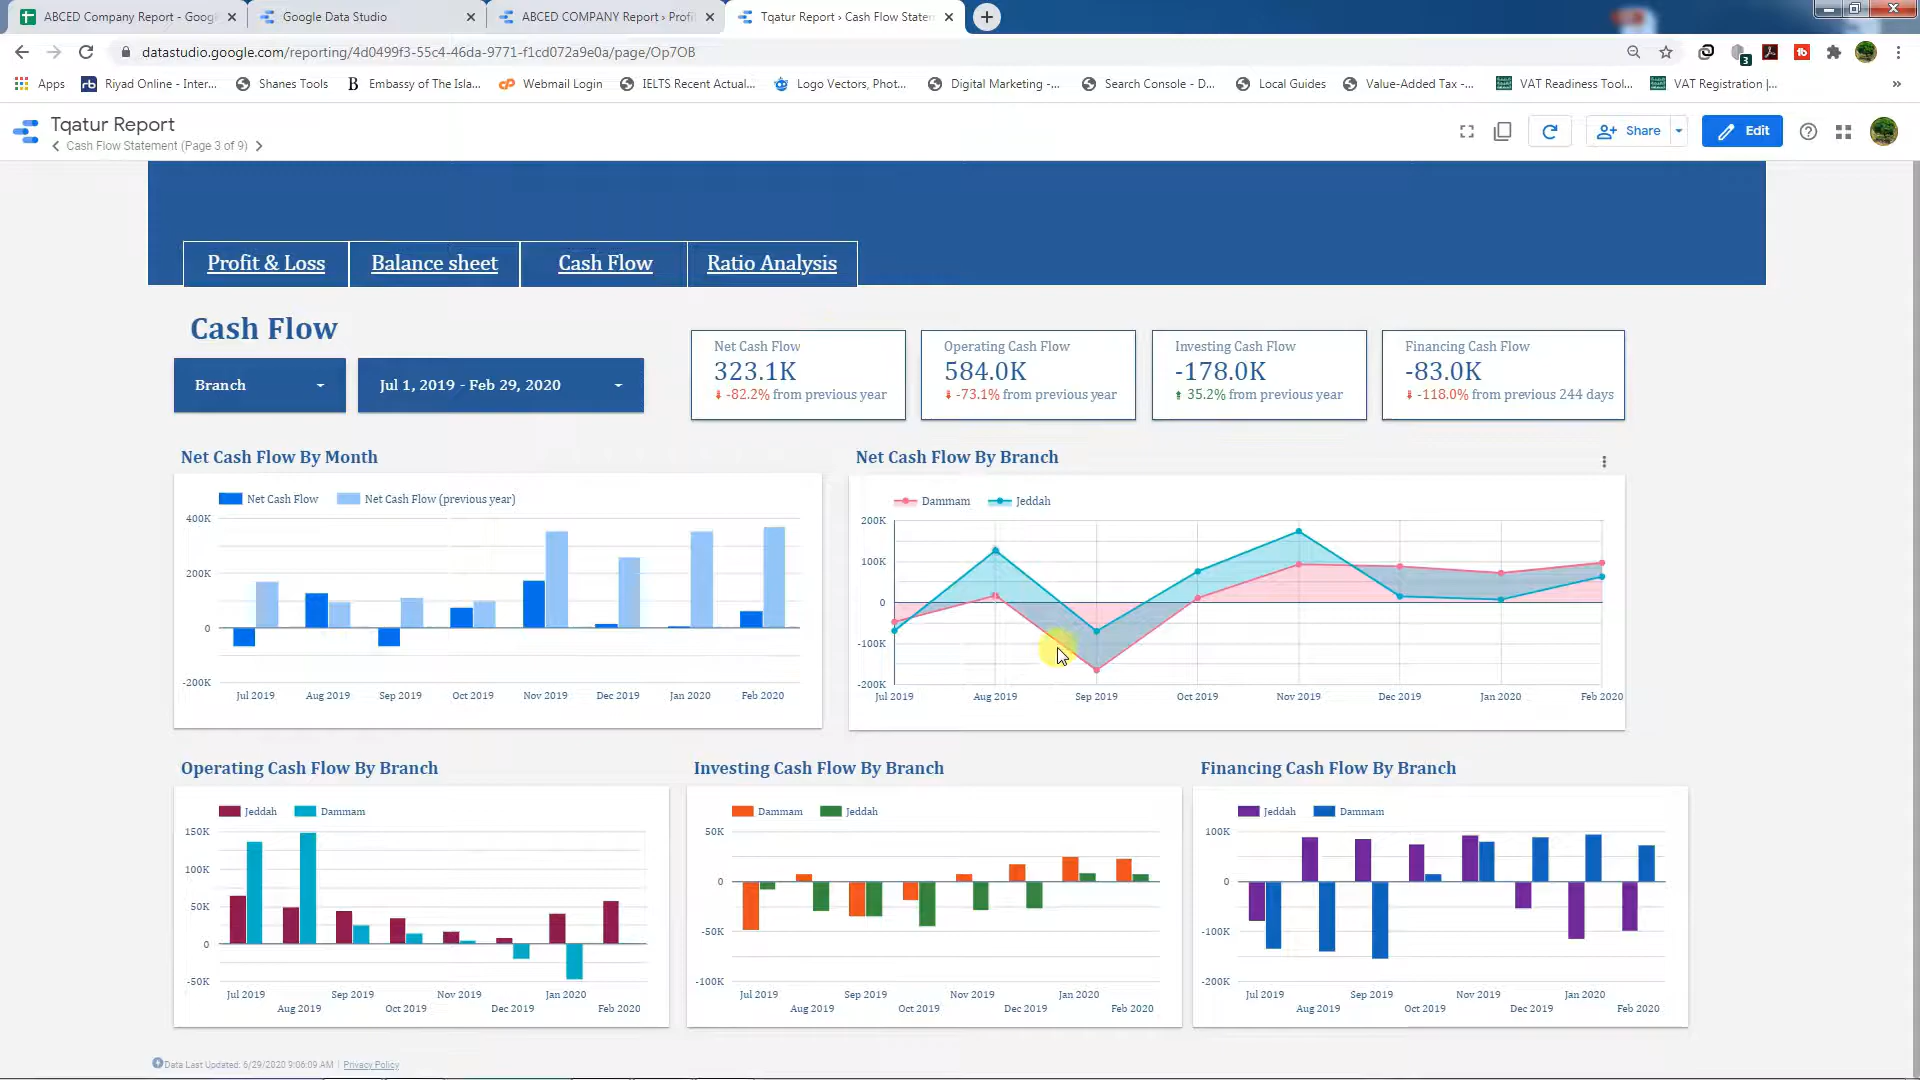 ABCED Company Report - Googl
Google Data Studio
ABCED COMPANY Report › Profi
Tqatur Report › Cash Flow Statem
datastudio.google.com/reporting/4d0499f3-55c4-46da-9771-f1cd072a9e0a/page/Op7OB
3
Apps
Riyad Online - Inter...
Shanes Tools
Embassy of The Isla...
Webmail Login
IELTS Recent Actual...
Logo Vectors, Phot...
Digital Marketing -...
Search Console - D...
Local Guides
Value-Added Tax -...
VAT Readiness Tool...
VAT Registration |...
Tqatur Report
Cash Flow Statement (Page 3 of 9)
Share
Edit
Profit & Loss
Balance sheet
Cash Flow
Ratio Analysis
Cash Flow
Branch
Jul 1, 2019 - Feb 29, 2020
Net Cash Flow
323.1K
-82.2% from previous year
Operating Cash Flow
584.0K
-73.1% from previous year
Investing Cash Flow
-178.0K
35.2% from previous year
Financing Cash Flow
-83.0K
-118.0% from previous 244 days
Net Cash Flow By Month
Net Cash Flow
Net Cash Flow (previous year)
400K
200K
0
-200K
Jul 2019
Aug 2019
Sep 2019
Oct 2019
Nov 2019
Dec 2019
Jan 2020
Feb 2020
Net Cash Flow By Branch
Dammam
Jeddah
200K
100K
0
-100K
-200K
Jul 2019
Aug 2019
Sep 2019
Oct 2019
Nov 2019
Dec 2019
Jan 2020
Feb 2020
Operating Cash Flow By Branch
Jeddah
Dammam
150K
100K
50K
0
-50K
Jul 2019
Aug 2019
Sep 2019
Oct 2019
Nov 2019
Dec 2019
Jan 2020
Feb 2020
Investing Cash Flow By Branch
Dammam
Jeddah
50K
0
-50K
-100K
Jul 2019
Aug 2019
Sep 2019
Oct 2019
Nov 2019
Dec 2019
Jan 2020
Feb 2020
Financing Cash Flow By Branch
Jeddah
Dammam
100K
0
-100K
-200K
Jul 2019
Aug 2019
Sep 2019
Oct 2019
Nov 2019
Dec 2019
Jan 2020
Feb 2020
Data Last Updated: 6/29/2020 9:06:09 AM | Privacy Policy